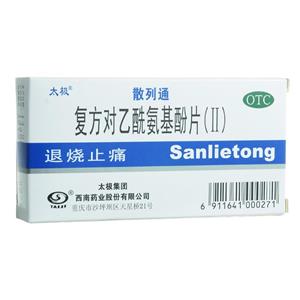 太极®
散列通
OTC
复方对乙酰氨基酚片(II)
退烧止痛
Sanlietong
太极集团
西南药业股份有限公司
重庆市沙坪坝区天星桥21号
TAIJI
6 911641 000271